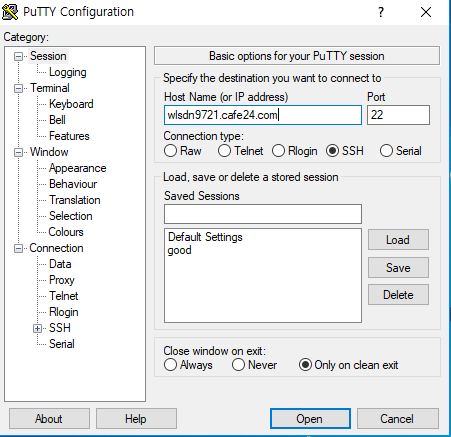 PuTTY Configuration
Category:
Session
Logging
Terminal
Keyboard
Bell
Features
Window
Appearance
Behaviour
Translation
Selection
Colours
Connection
Data
Proxy
Telnet
Rlogin
SSH
Serial
Basic options for your PuTTY session
Specify the destination you want to connect to
Host Name (or IP address) Port
wlsdn9721.cafe24.com 22
Connection type:
Raw Telnet Rlogin SSH Serial
Load, save or delete a stored session
Saved Sessions
Default Settings
good
Load
Save
Delete
Close window on exit:
Always Never Only on clean exit
About Help Open Cancel